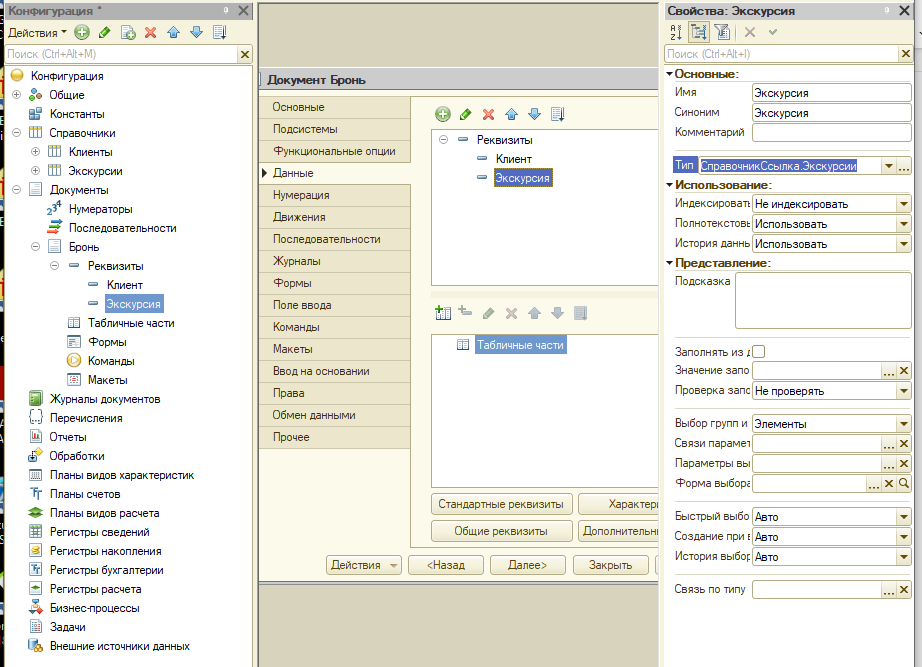 Конфигурация *
Действия
Поиск (Ctrl+Alt+M)
Конфигурация
Общие
Константы
Справочники
Клиенты
Экскурсии
Документы
Нумераторы
Последовательности
Бронь
Реквизиты
Клиент
Экскурсия
Табличные части
Формы
Команды
Макеты
Журналы документов
Перечисления
Отчеты
Обработки
Планы видов характеристик
Планы счетов
Планы видов расчета
Регистры сведений
Регистры накопления
Регистры бухгалтерии
Регистры расчета
Бизнес-процессы
Задачи
Внешние источники данных
Документ Бронь
Основные
Подсистемы
Функциональные опции
Данные
Нумерация
Движения
Последовательности
Журналы
Формы
Поле ввода
Команды
Макеты
Ввод на основании
Права
Обмен данными
Прочее
Реквизиты
Клиент
Экскурсия
Табличные части
Стандартные реквизиты
Характери
Общие реквизиты
Дополнительн
Действия
<Назад
Далее>
Закрыть
Свойства: Экскурсия
Поиск (Ctrl+Alt+I)
Основные:
Имя Экскурсия
Синоним Экскурсия
Комментарий
Тип СправочникСсылка.Экскурсии
Использование:
Индексировать Не индексировать
Полнотекстовь Использовать
История данны Использовать
Представление:
Подсказка
Заполнять из д
Значение запо
Проверка запо Не проверять
Выбор групп и Элементы
Связи парамет
Параметры вы
Форма выбора
Быстрый выбо Авто
Создание при в Авто
История выбор Авто
Связь по типу